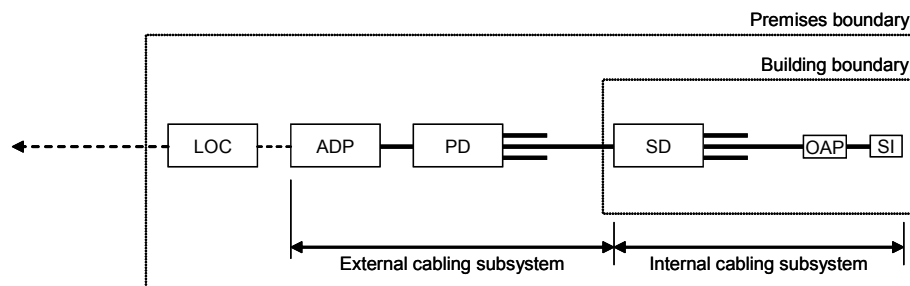 Premises boundary
Building boundary
LOC
ADP
PD
SD
OAP
SI
External cabling subsystem
Internal cabling subsystem